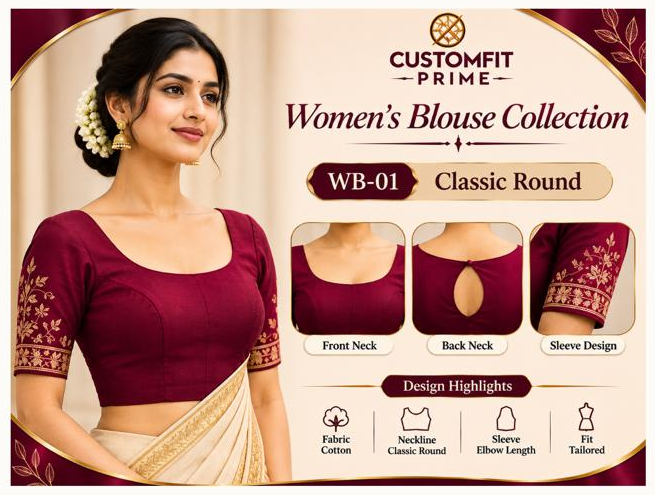 CUSTOMFIT
PRIME
Women's Blouse Collection
WB-01 Classic Round
Front Neck
Back Neck
Sleeve Design
Design Highlights
Fabric
Cotton
Neckline
Classic Round
Sleeve
Elbow Length
Fit
Tailored